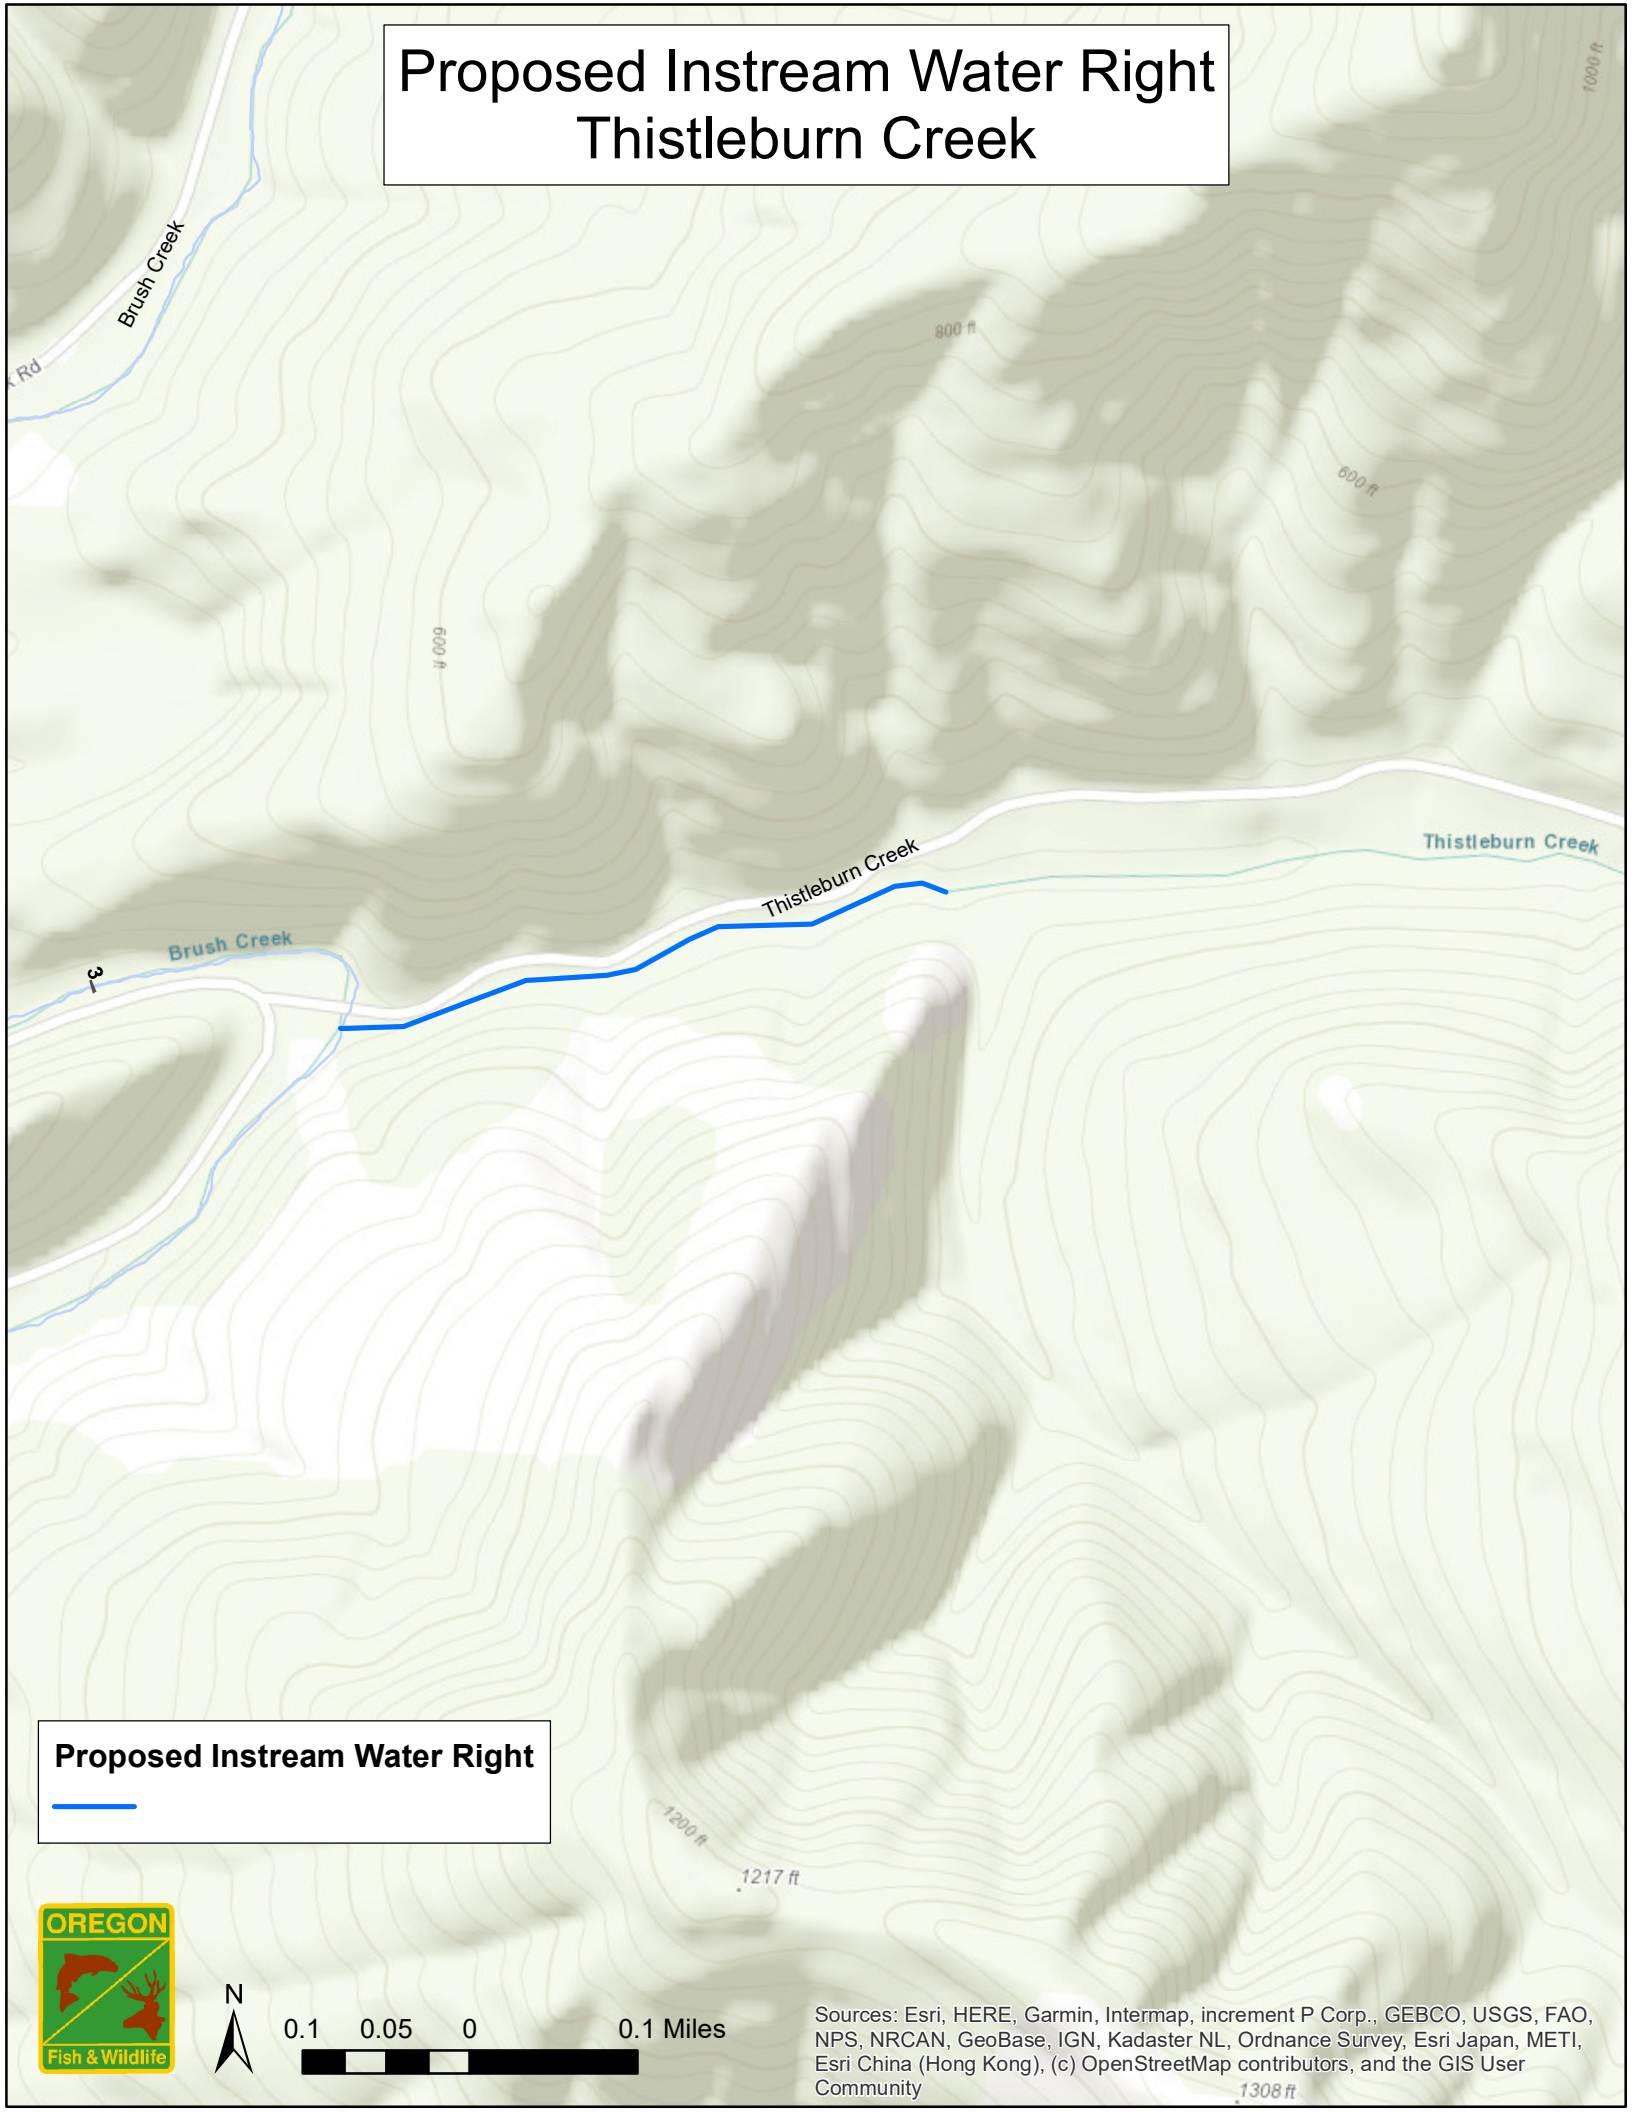 Proposed Instream Water Right
Thistleburn Creek
1000 ft
Brush Creek
800 ft
k Rd
600 ft
600 ft
Thistleburn Creek
Thistleburn Creek
Brush Creek
3
Proposed Instream Water Right
1200 ft
1217 ft
OREGON
Fish & Wildlife
N
0.1 0.05 0 0.1 Miles
Sources: Esri, HERE, Garmin, Intermap, increment P Corp., GEBCO, USGS, FAO,
NPS, NRCAN, GeoBase, IGN, Kadaster NL, Ordnance Survey, Esri Japan, METI,
Esri China (Hong Kong), (c) OpenStreetMap contributors, and the GIS User
Community
1308 ft